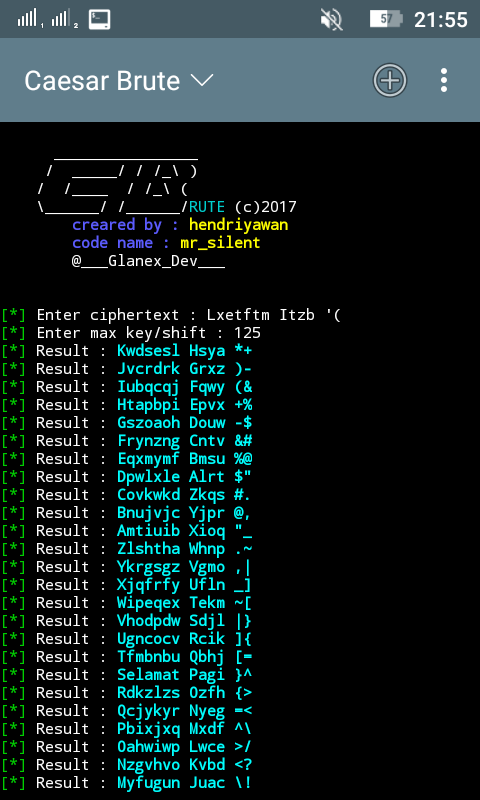 21:55
57
Caesar Brute
RUTE (c)2017
creared by : hendriyawan
code name : mr_silent
@___Glanex_Dev___
[*] Enter ciphertext : Lxetftm Itzb '(
[*] Enter max key/shift : 125
[*] Result : Kwdsesl Hsya *+
[*] Result : Jvcrdrk Grxz )-
[*] Result : Iubqcqj Fqwy (&
[*] Result : Htapbpi Epvx +%
[*] Result : Gszoaoh Douw -$
[*] Result : Frynzng Cntv &#
[*] Result : Eqxmymf Bmsu %@
[*] Result : Dpwlxle Alrt $"
[*] Result : Covkwkd Zkqs #.
[*] Result : Bnujvjc Yjpr @,
[*] Result : Amtiuib Xioq "_
[*] Result : Zlshtha Whnp .~
[*] Result : Ykrgsgz Vgmo ,|
[*] Result : Xjqfrfy Ufln _]
[*] Result : Wipeqex Tekm ~[
[*] Result : Vhodpdw Sdjl |}
[*] Result : Ugncocv Rcik ]{
[*] Result : Tfmbnbu Qbhj [=
[*] Result : Selamat Pagi }^
[*] Result : Rdkzlzs Ozfh {>
[*] Result : Qcjykyr Nyeg =<
[*] Result : Pbixjxq Mxdf ^\
[*] Result : Oahwiwp Lwce >/
[*] Result : Nzgvhvo Kvbd <?
[*] Result : Myfugun Juac \!